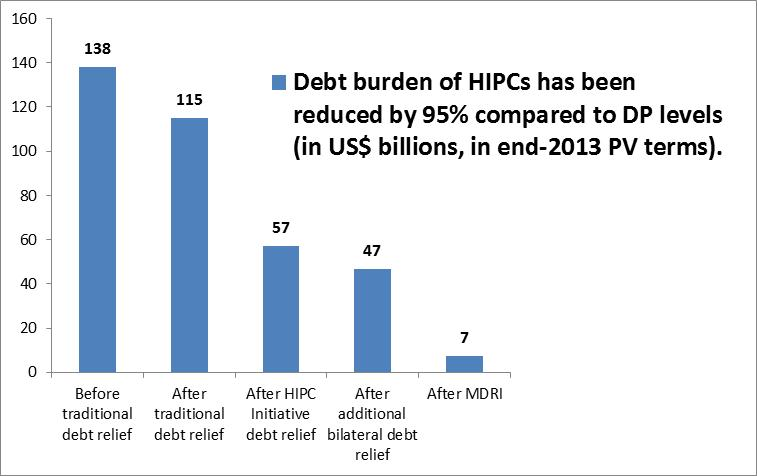 160
140
120
100
80
60
40
20
0
138
115
57
47
7
Debt burden of HIPCs has been
reduced by 95% compared to DP levels
(in US$ billions, in end-2013 PV terms).
Before
traditional
debt relief
After
traditional
debt relief
After HIPC
Initiative
debt relief
After
additional
bilateral debt
relief
After MDRI